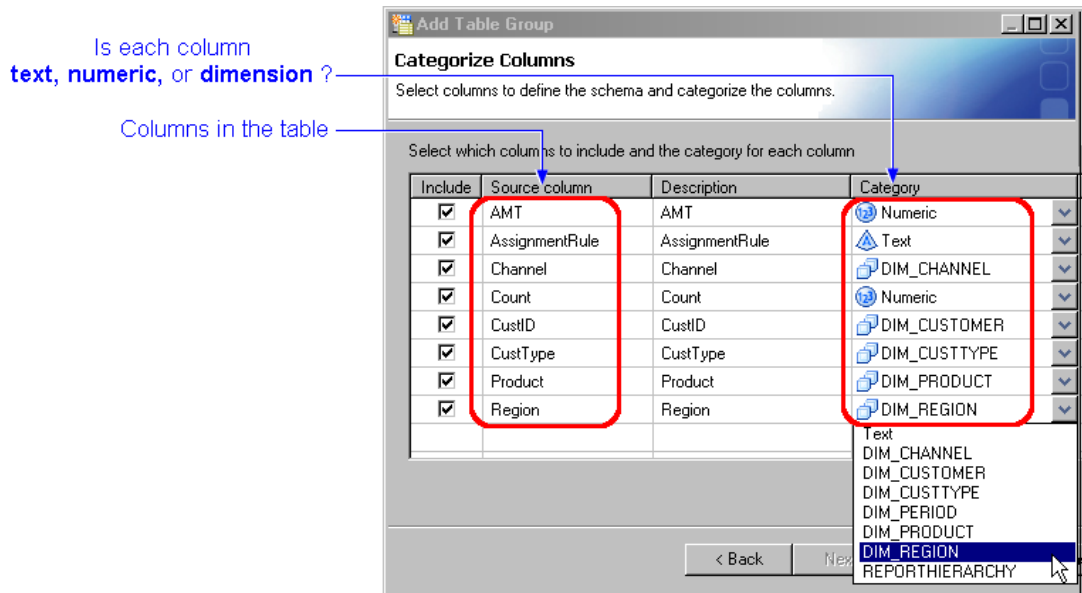 Add Table Group
Is each column
text, numeric, or dimension ?
Columns in the table
Categorize Columns
Select columns to define the schema and categorize the columns.
Select which columns to include and the category for each column
Include Source column Description Category
AMT AMT Numeric
AssignmentRule AssignmentRule Text
Channel Channel DIM_CHANNEL
Count Count Numeric
CustID CustID DIM_CUSTOMER
CustType CustType DIM_CUSTTYPE
Product Product DIM_PRODUCT
Region Region DIM_REGION
Text
DIM_CHANNEL
DIM_CUSTOMER
DIM_CUSTTYPE
DIM_PERIOD
DIM_PRODUCT
DIM_REGION
REPORTHIERARCHY
< Back